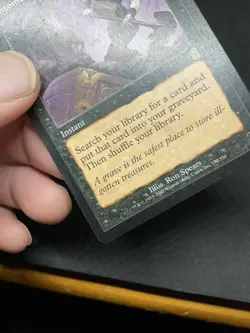 Instant
Search your library for a card and
put that card into your graveyard.
Then shuffle your library.
A grave is the safest place to store ill-
gotten treasures.
Illus. Ron Spears